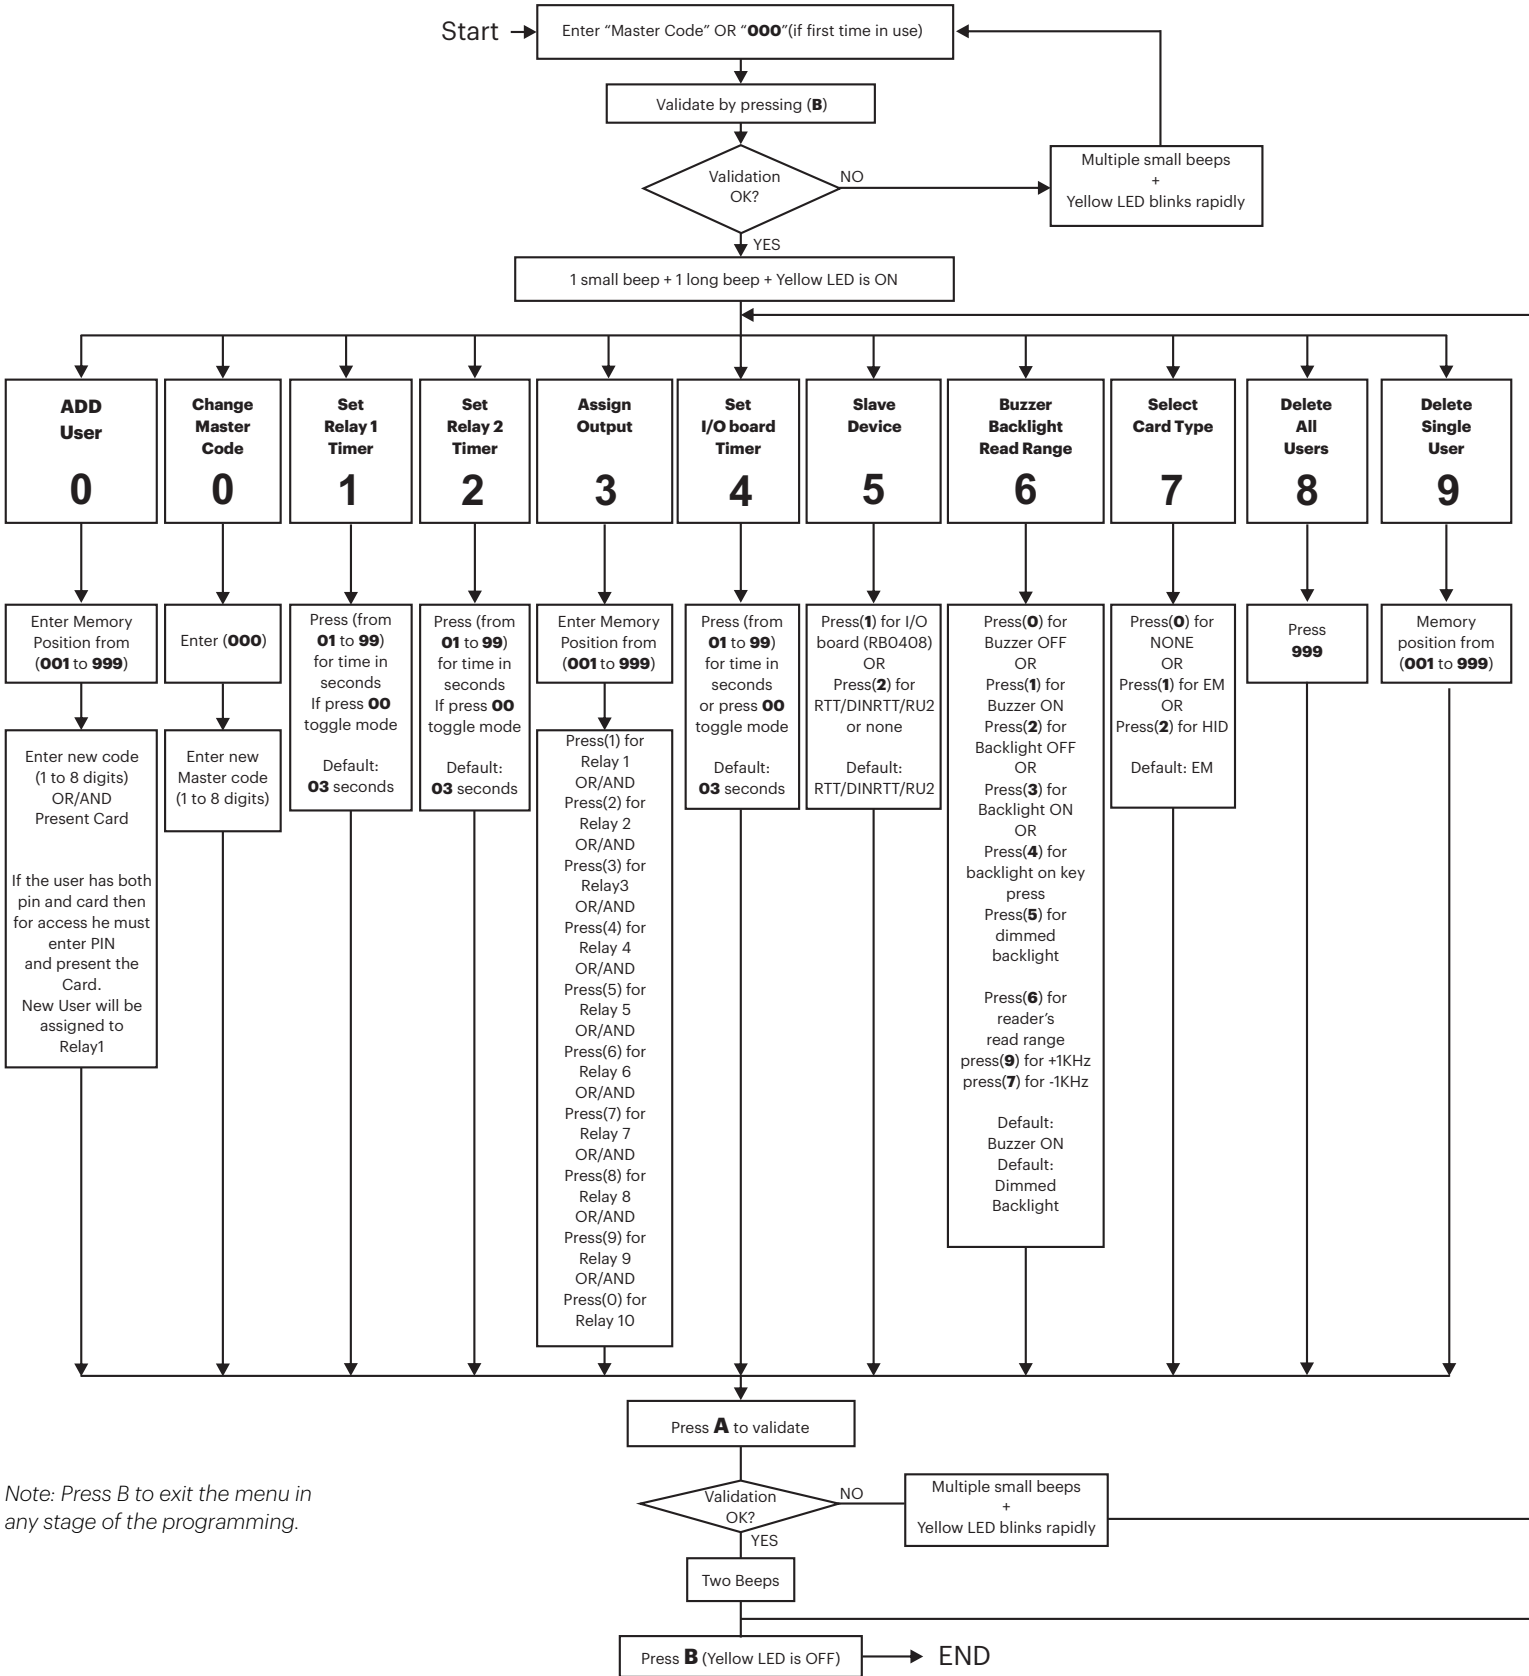 Start
Enter “Master Code” OR “000”(if first time in use)
Validate by pressing (B)
Validation
OK?
NO
Multiple small beeps
+
Yellow LED blinks rapidly
YES
1 small beep + 1 long beep + Yellow LED is ON
ADD
User
0
Change
Master
Code
0
Set
Relay 1
Timer
1
Set
Relay 2
Timer
2
Assign
Output
3
Set
I/O board
Timer
4
Slave
Device
5
Buzzer
Backlight
Read Range
6
Select
Card Type
7
Delete
All
Users
8
Delete
Single
User
9
Enter Memory
Position from
(001 to 999)
Enter new code
(1 to 8 digits)
OR/AND
Present Card
If the user has both
pin and card then
for access he must
enter PIN
and present the
Card.
New User will be
assigned to
Relay1
Enter (000)
Enter new
Master code
(1 to 8 digits)
Press (from
01 to 99)
for time in
seconds
If press 00
toggle mode
Default:
03 seconds
Press (from
01 to 99)
for time in
seconds
If press 00
toggle mode
Default:
03 seconds
Enter Memory
Position from
(001 to 999)
Press(1) for
Relay 1
OR/AND
Press(2) for
Relay 2
OR/AND
Press(3) for
Relay3
OR/AND
Press(4) for
Relay 4
OR/AND
Press(5) for
Relay 5
OR/AND
Press(6) for
Relay 6
OR/AND
Press(7) for
Relay 7
OR/AND
Press(8) for
Relay 8
OR/AND
Press(9) for
Relay 9
OR/AND
Press(0) for
Relay 10
Press (from
01 to 99)
for time in
seconds
or press 00
toggle mode
Default:
03 seconds
Press(1) for I/O
board (RB0408)
OR
Press(2) for
RTT/DINRTT/RU2
or none
Default:
RTT/DINRTT/RU2
Press(0) for
Buzzer OFF
OR
Press(1) for
Buzzer ON
Press(2) for
Backlight OFF
OR
Press(3) for
Backlight ON
OR
Press(4) for
backlight on key
press
Press(5) for
dimmed
backlight
Press(6) for
reader’s
read range
press(9) for +1KHz
press(7) for -1KHz
Default:
Buzzer ON
Default:
Dimmed
Backlight
Press(0) for
NONE
OR
Press(1) for EM
OR
Press(2) for HID
Default: EM
Press
999
Memory
position from
(001 to 999)
Press A to validate
Validation
OK?
NO
Multiple small beeps
+
Yellow LED blinks rapidly
YES
Two Beeps
Press B (Yellow LED is OFF)
END
Note: Press B to exit the menu in
any stage of the programming.